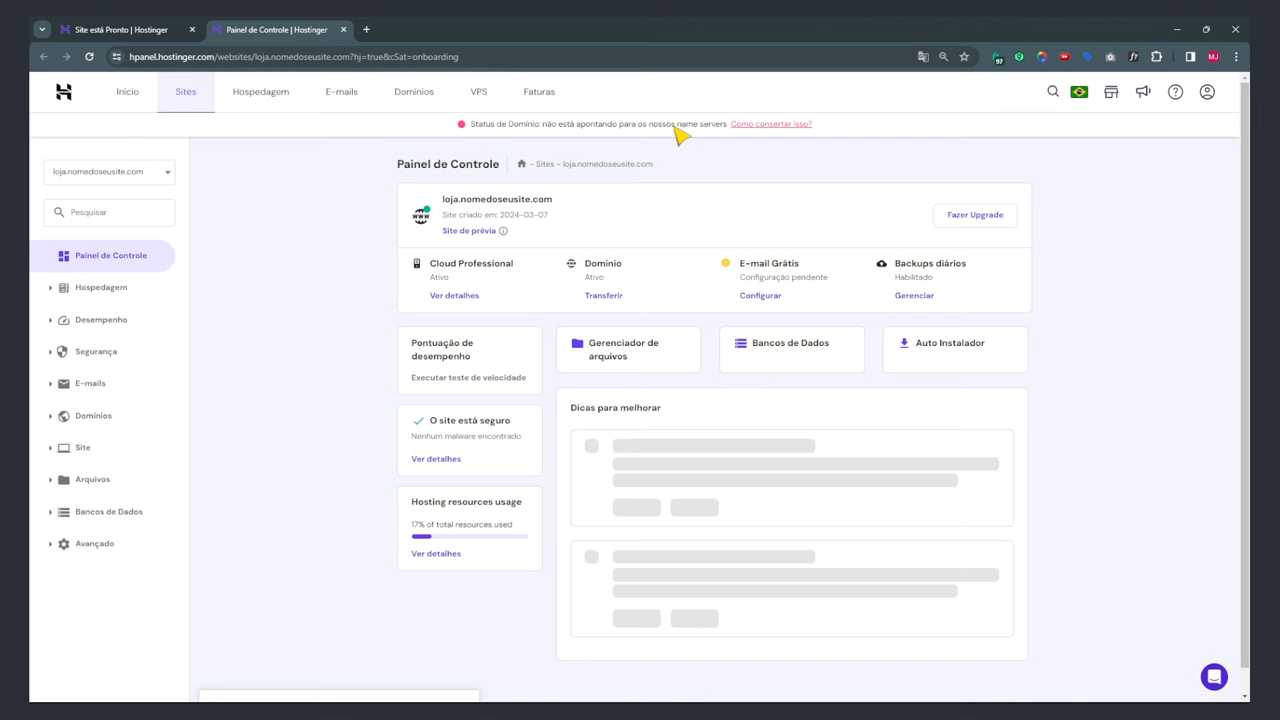 Site está Pronto | Hostinger
Painel de Controle | Hostinger
hpanel.hostinger.com/websites/loja.nomedoseusite.com?hj=true&cSat=onboarding
97
f?
MJ
Início
Sites
Hospedagem
E-mails
Domínios
VPS
Faturas
Status de Domínio: não está apontando para os nossos name servers Como consertar isso?
loja.nomedoseusite.com
Pesquisar
Painel de Controle
Hospedagem
Desempenho
Segurança
E-mails
Domínios
Site
Arquivos
Bancos de Dados
Avançado
Painel de Controle
- Sites - loja.nomedoseusite.com
www
loja.nomedoseusite.com
Site criado em: 2024-03-07
Site de prévia
Fazer Upgrade
Cloud Professional
Ativo
Ver detalhes
Domínio
Ativo
Transferir
E-mail Grátis
Configuração pendente
Configurar
Backups diários
Habilitado
Gerenciar
Pontuação de
desempenho
Executar teste de velocidade
Gerenciador de
arquivos
Bancos de Dados
Auto Instalador
O site está seguro
Nenhum malware encontrado
Ver detalhes
Hosting resources usage
17% of total resources used
Ver detalhes
Dicas para melhorar